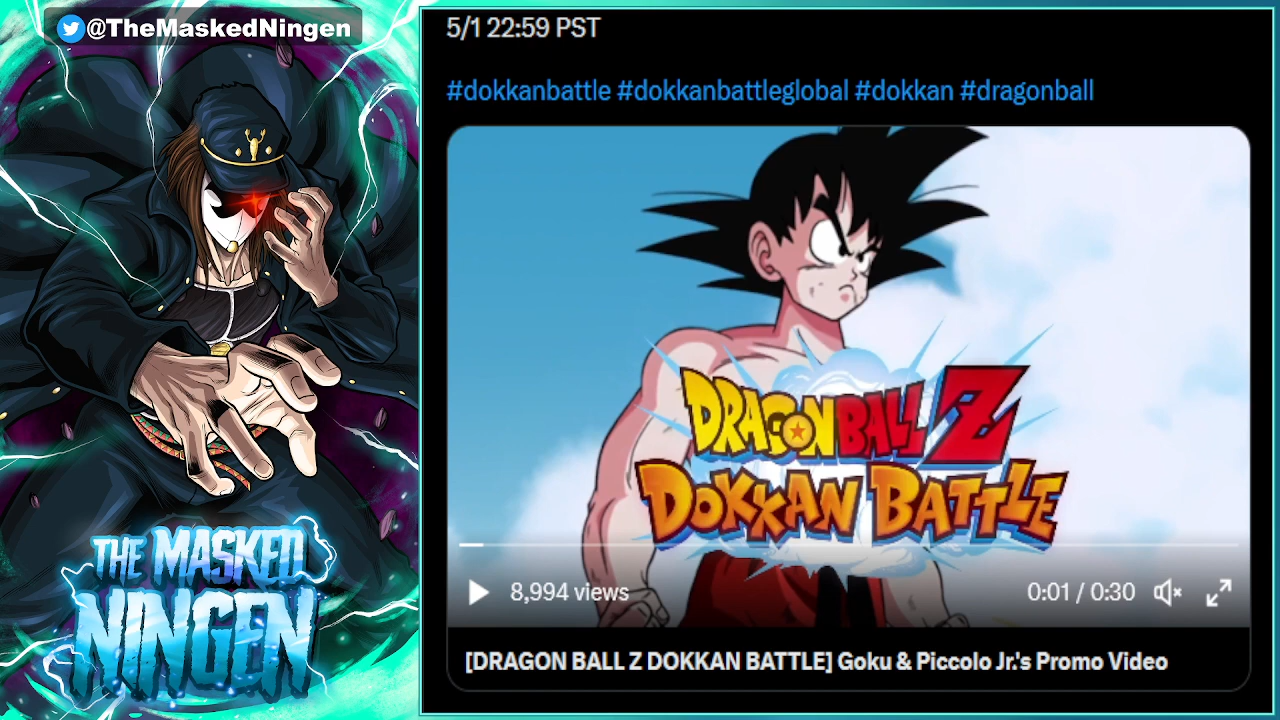 @TheMaskedNingen
THE MASKED
NINGEN
5/1 22:59 PST
#dokkanbattle #dokkanbattleglobal #dokkan #dragonball
DRAGON BALL Z
DOKKAN BATTLE
8,994 views
0:01 / 0:30
[DRAGON BALL Z DOKKAN BATTLE] Goku & Piccolo Jr.'s Promo Video